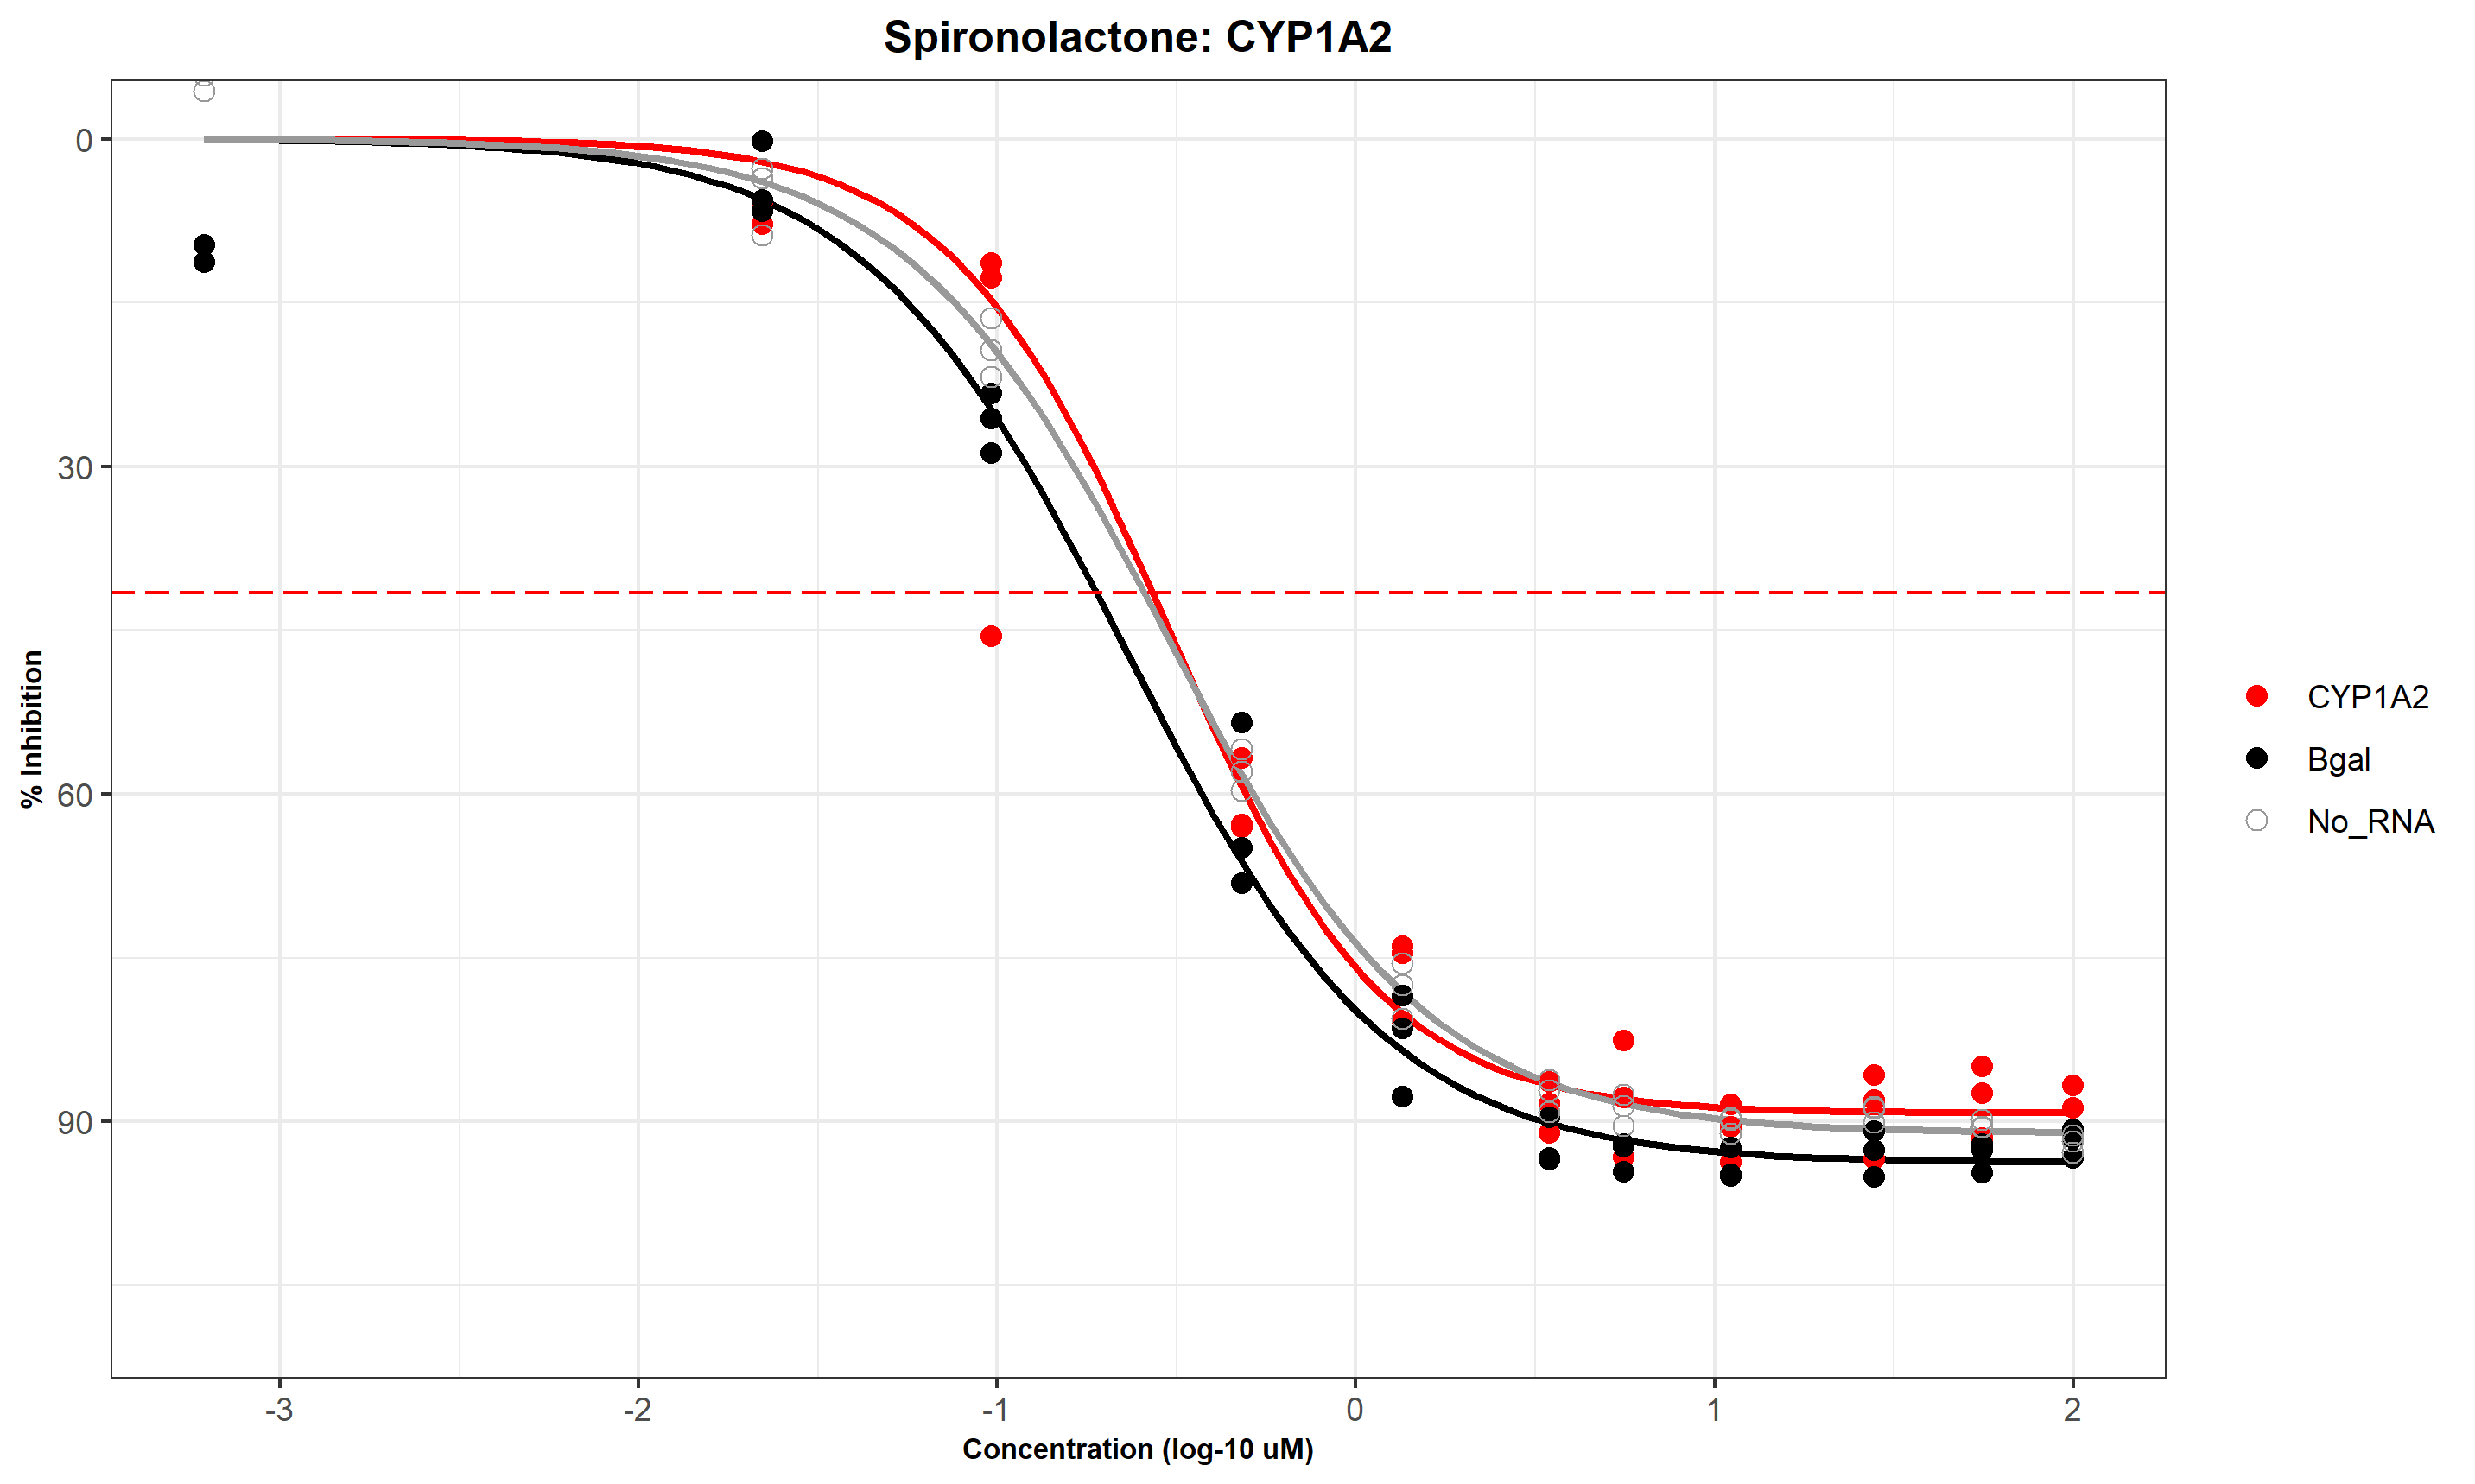 Spironolactone: CYP1A2
% Inhibition
0
30
60
90
-3
-2
-1
0
1
2
Concentration (log-10 uM)
CYP1A2
Bgal
No_RNA